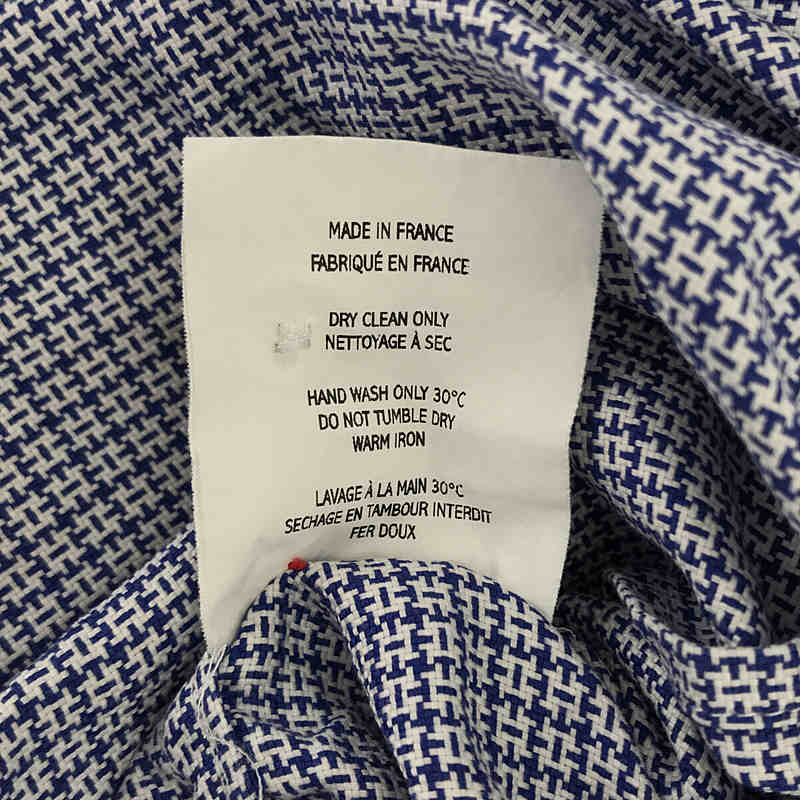 MADE IN FRANCE
FABRIQUÉ EN FRANCE
DRY CLEAN ONLY
NETTOYAGE À SEC
HAND WASH ONLY 30°C
DO NOT TUMBLE DRY
WARM IRON
LAVAGE À LA MAIN 30°C
SECHAGE EN TAMBOUR INTERDIT
FER DOUX